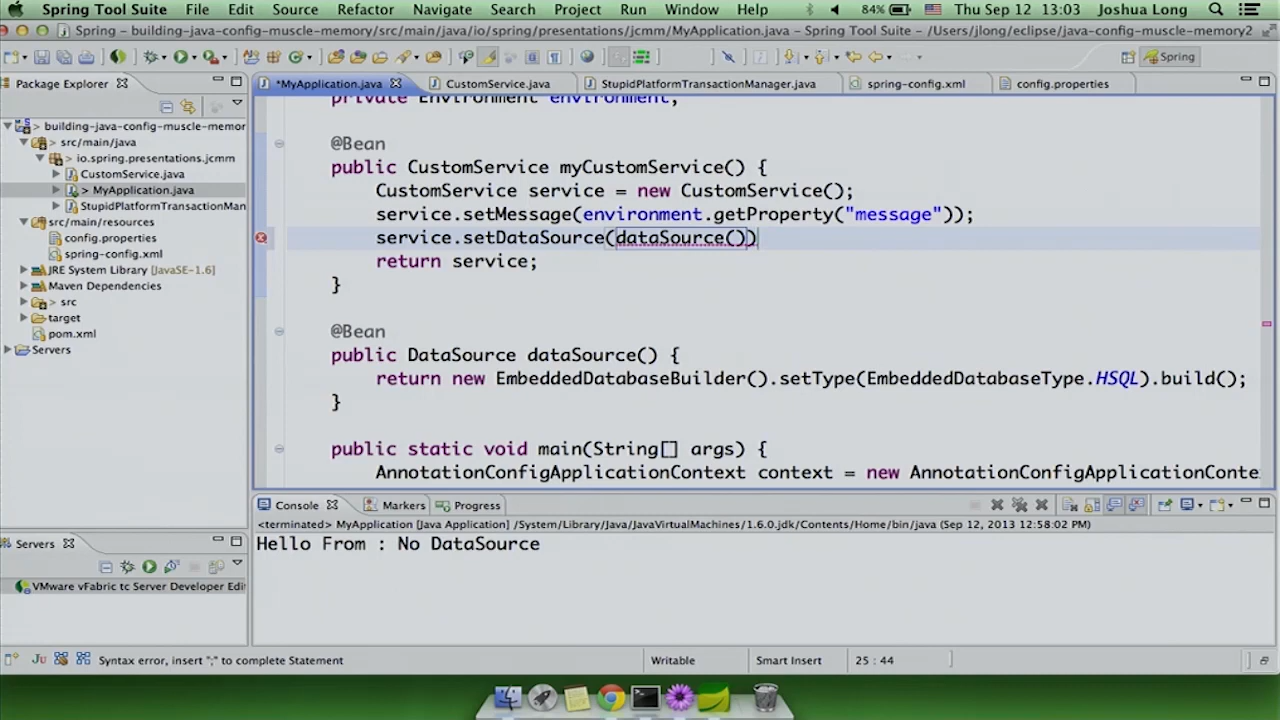 Spring Tool Suite File Edit Source Refactor Navigate Search Project Run Window Help 84% Thu Sep 12 13:03 Joshua Long
Spring – building-java-config-muscle-memory/src/main/java/io/spring/presentations/jcmm/MyApplication.java – Spring Tool Suite – /Users/jlong/eclipse/jcmm/java-config-muscle-memory2
Spring
Package Explorer
*MyApplication.java CustomService.java StupidPlatformTransactionManager.java spring-config.xml config.properties
> building-java-config-muscle-memor
> src/main/java
> io.spring.presentations.jcmm
CustomService.java
> MyApplication.java
StupidPlatformTransactionMan
src/main/resources
config.properties
spring-config.xml
JRE System Library [JavaSE-1.6]
Maven Dependencies
> src
target
pom.xml
Servers
private Environment environment;
@Bean
public CustomService myCustomService() {
CustomService service = new CustomService();
service.setMessage(environment.getProperty("message"));
service.setDataSource(dataSource())
return service;
}
@Bean
public DataSource dataSource() {
return new EmbeddedDatabaseBuilder().setType(EmbeddedDatabaseType.HSQL).build();
}
public static void main(String[] args) {
AnnotationConfigApplicationContext context = new AnnotationConfigApplicationConte
Console Markers Progress
<terminated> MyApplication [Java Application] /System/Library/Java/JavaVirtualMachines/1.6.0.jdk/Contents/Home/bin/java (Sep 12, 2013 12:58:02 PM)
Hello From : No DataSource
Servers
VMware vFabric tc Server Developer Edi
Ju Syntax error, insert ";" to complete Statement Writable Smart Insert 25 : 44